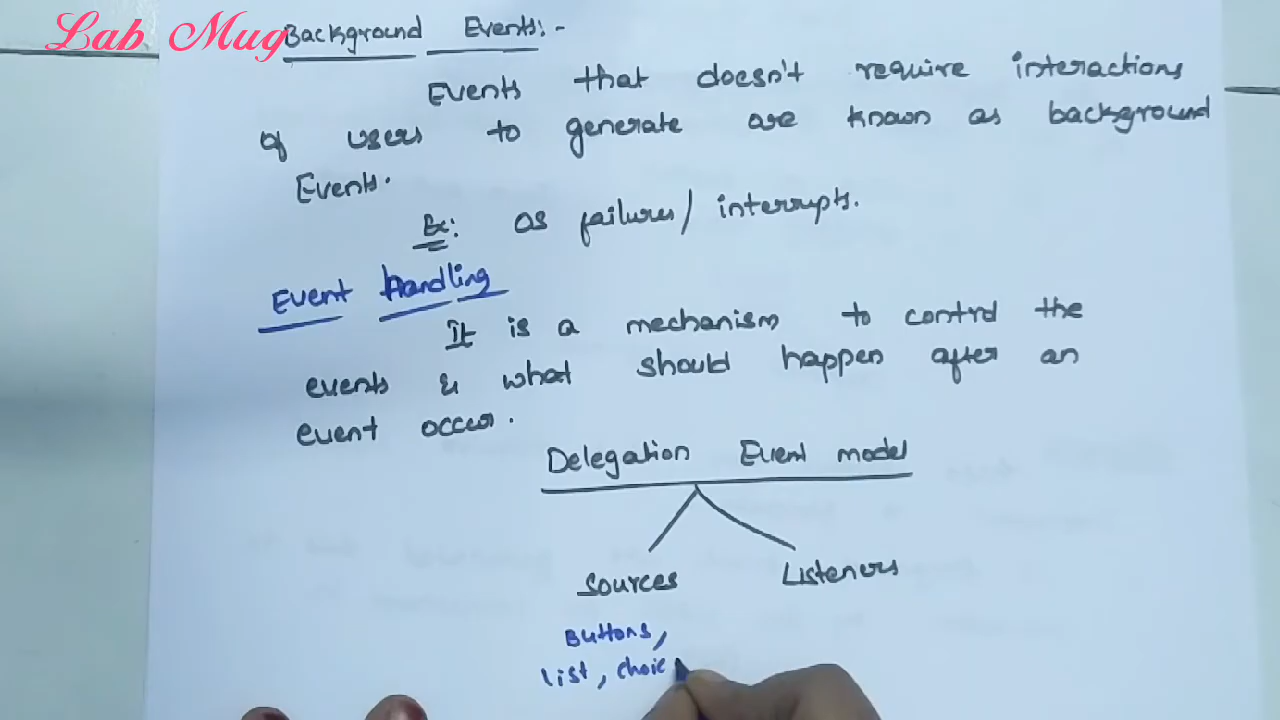 Lab Mug
Background Events:-
Events that doesn't require interactions
of users to generate are known as background
Events.
Ex: OS failures/interrupts.
Event Handling
It is a mechanism to control the
events & what should happen after an
event occur.
Delegation Event model
Sources Listeners
Buttons,
List, choic